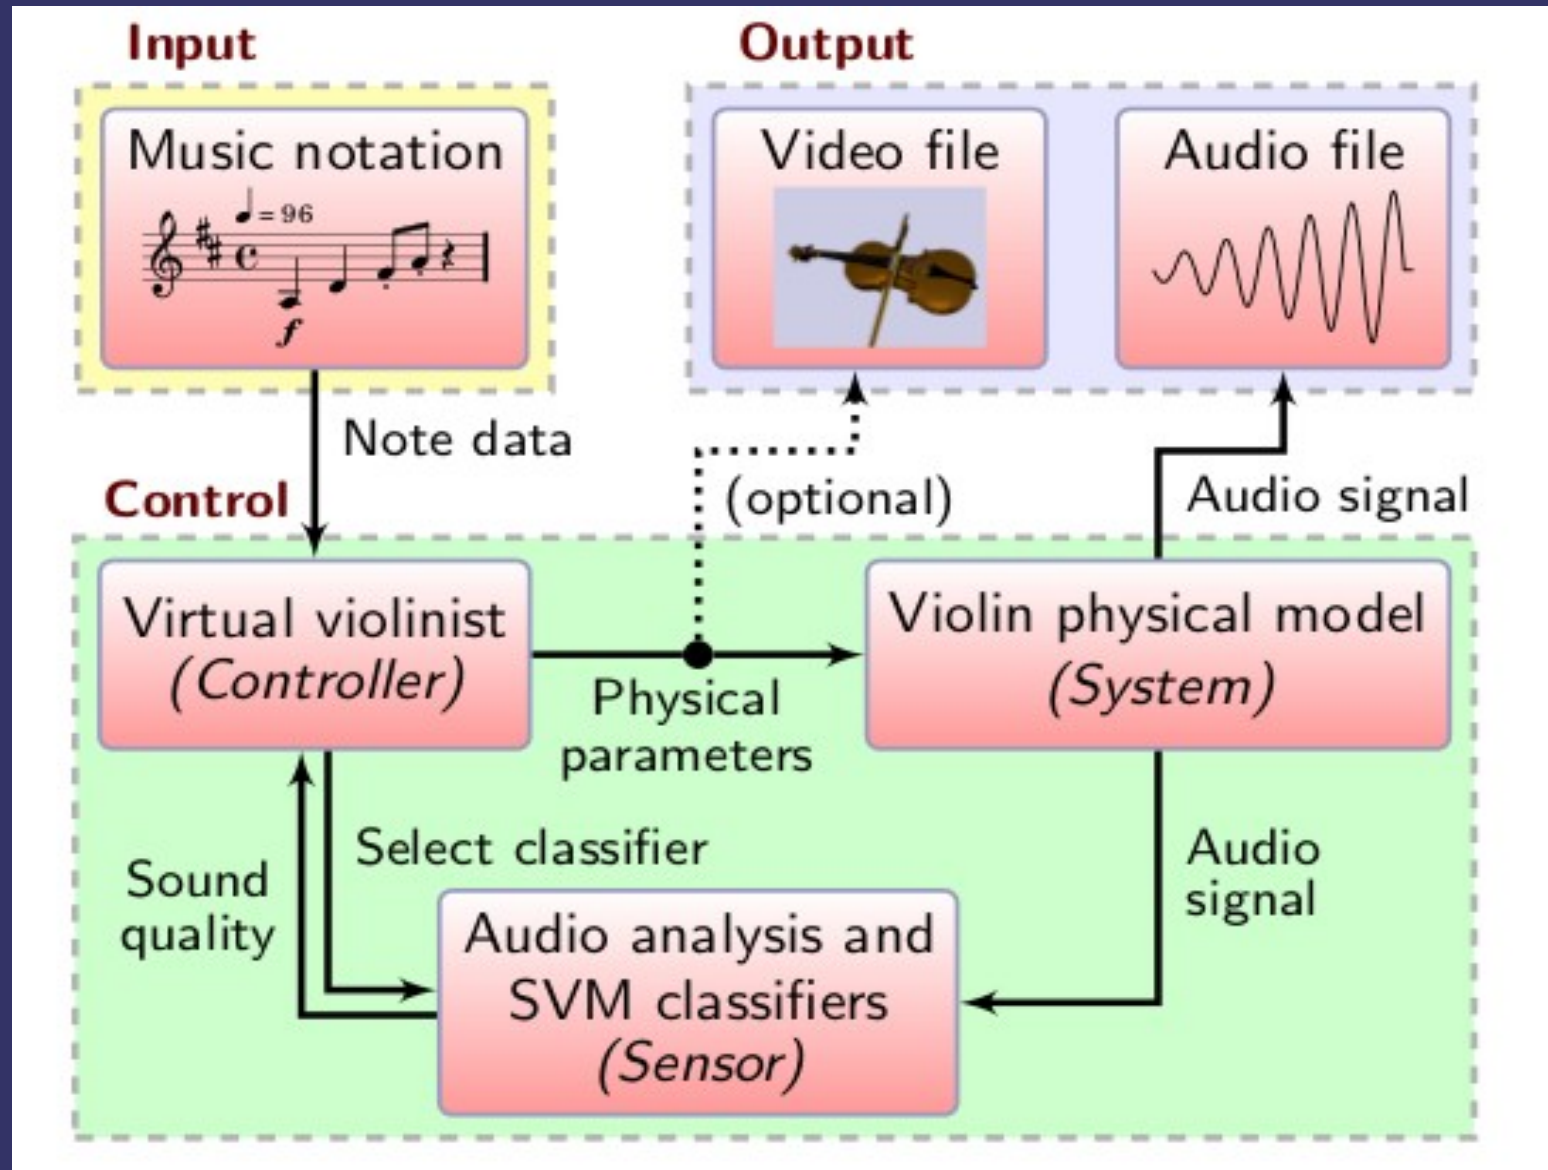 Input
Output
Music notation
= 96
f
Video file
Audio file
Note data
(optional)
Audio signal
Control
Virtual violinist
(Controller)
Physical
parameters
Violin physical model
(System)
Sound
quality
Select classifier
Audio
signal
Audio analysis and
SVM classifiers
(Sensor)